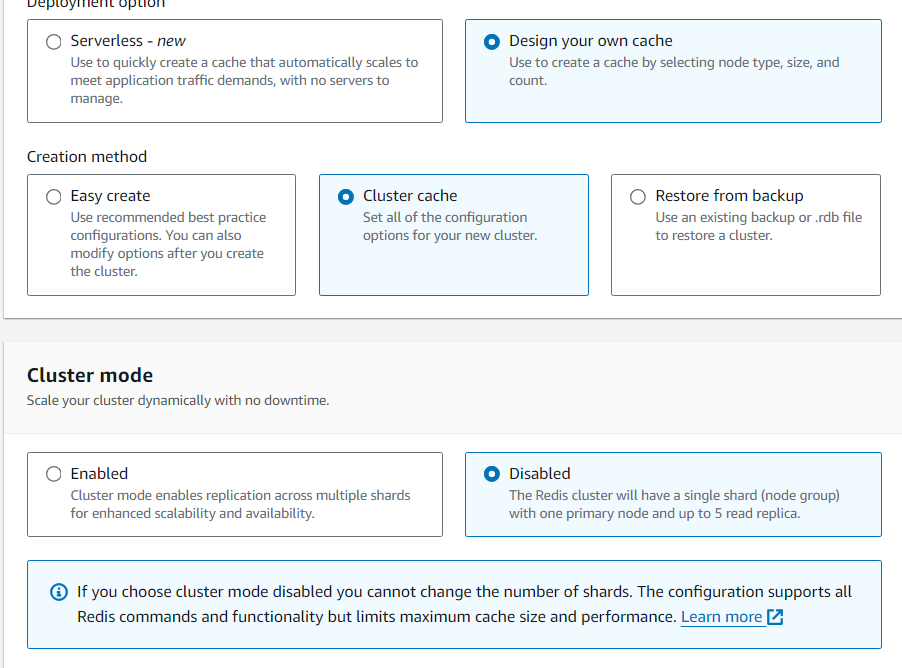 Deployment option
Serverless - new
Use to quickly create a cache that automatically scales to
meet application traffic demands, with no servers to
manage.
Design your own cache
Use to create a cache by selecting node type, size, and
count.
Creation method
Easy create
Use recommended best practice
configurations. You can also
modify options after you create
the cluster.
Cluster cache
Set all of the configuration
options for your new cluster.
Restore from backup
Use an existing backup or .rdb file
to restore a cluster.
Cluster mode
Scale your cluster dynamically with no downtime.
Enabled
Cluster mode enables replication across multiple shards
for enhanced scalability and availability.
Disabled
The Redis cluster will have a single shard (node group)
with one primary node and up to 5 read replica.
If you choose cluster mode disabled you cannot change the number of shards. The configuration supports all
Redis commands and functionality but limits maximum cache size and performance. Learn more